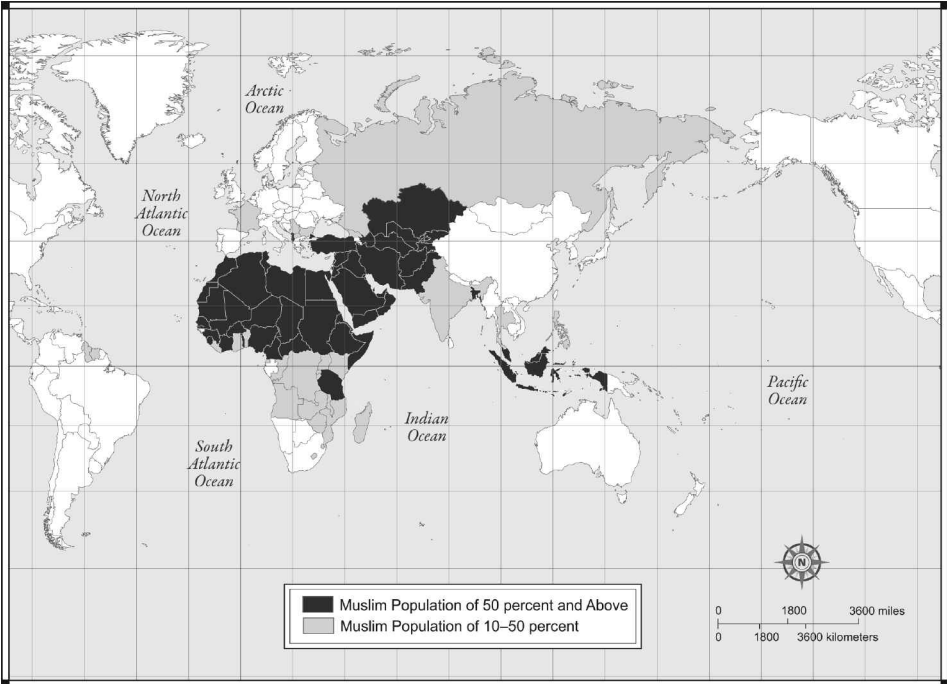 Arctic
Ocean
North
Atlantic
Ocean
Pacific
Ocean
Indian
Ocean
South
Atlantic
Ocean
N
Muslim Population of 50 percent and Above
Muslim Population of 10–50 percent
0 1800 3600 miles
0 1800 3600 kilometers